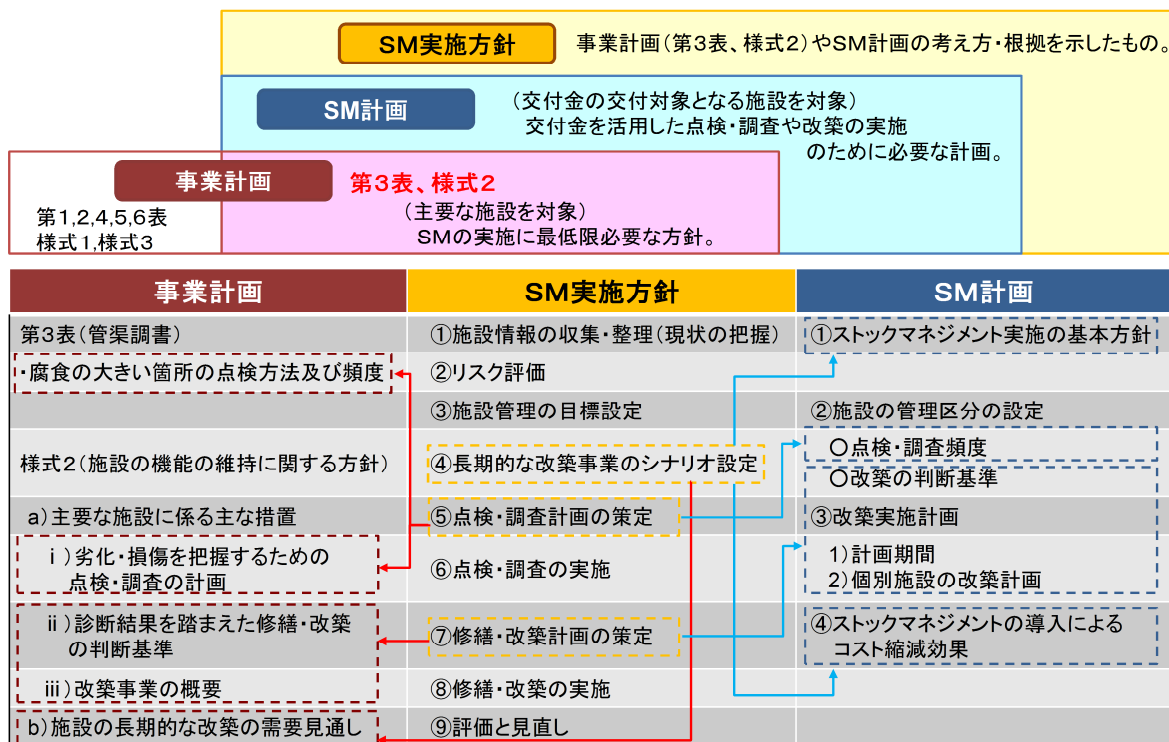 SM実施方針
事業計画(第3表、様式2)やSM計画の考え方・根拠を示したもの。
SM計画
(交付金の交付対象となる施設を対象)
交付金を活用した点検・調査や改築の実施
のために必要な計画。
事業計画
第3表、様式2
第1,2,4,5,6表
様式1,様式3
(主要な施設を対象)
SMの実施に最低限必要な方針。
事業計画
SM実施方針
SM計画
第3表(管渠調書)
・腐食の大きい箇所の点検方法及び頻度
様式2(施設の機能の維持に関する方針)
a)主要な施設に係る主な措置
ⅰ)劣化・損傷を把握するための
点検・調査の計画
ⅱ)診断結果を踏まえた修繕・改築
の判断基準
ⅲ)改築事業の概要
b)施設の長期的な改築の需要見通し
①施設情報の収集・整理(現状の把握)
②リスク評価
③施設管理の目標設定
④長期的な改築事業のシナリオ設定
⑤点検・調査計画の策定
⑥点検・調査の実施
⑦修繕・改築計画の策定
⑧修繕・改築の実施
⑨評価と見直し
①ストックマネジメント実施の基本方針
②施設の管理区分の設定
〇点検・調査頻度
〇改築の判断基準
③改築実施計画
1)計画期間
2)個別施設の改築計画
④ストックマネジメントの導入による
コスト縮減効果